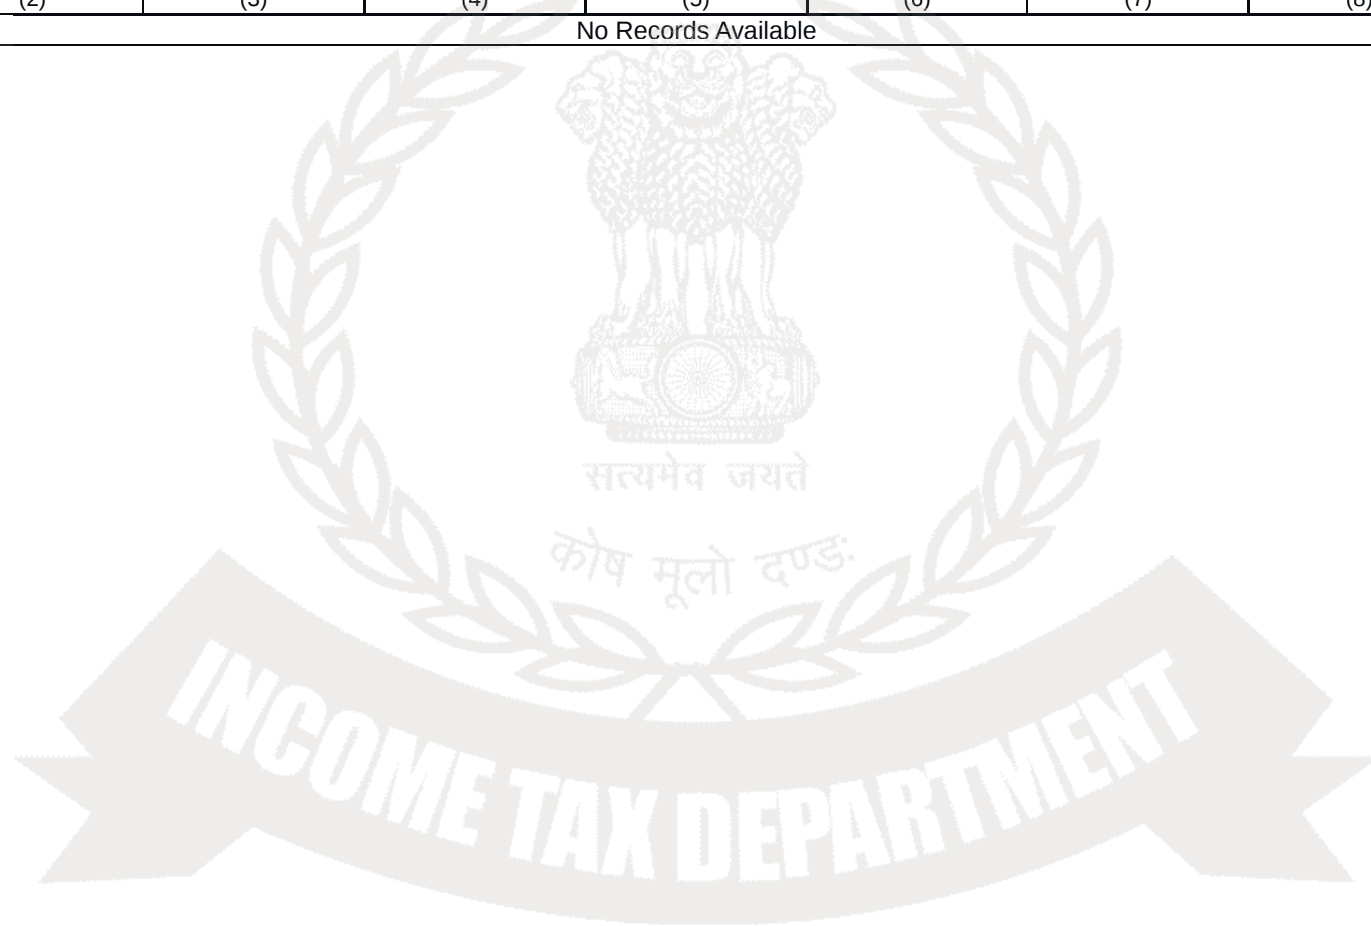 (2) (3) (4) (5) (6) (7) (8)
No Records Available
सत्यमेव जयते
कोष मूलो दण्डः
INCOME TAX DEPARTMENT